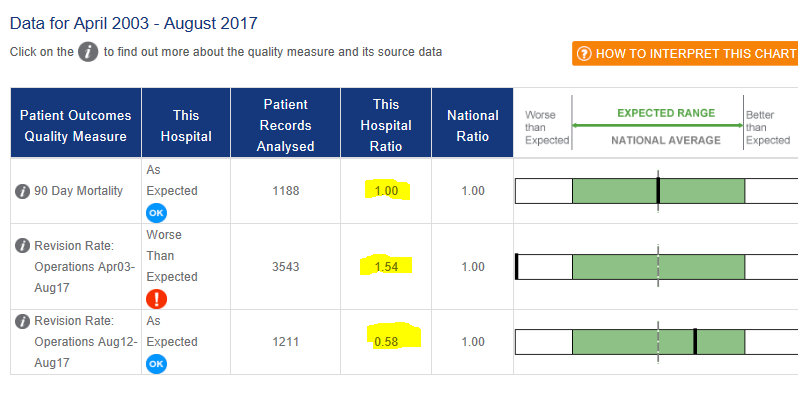 Data for April 2003 - August 2017
Click on the i to find out more about the quality measure and its source data
? HOW TO INTERPRET THIS CHART
Patient Outcomes
Quality Measure
This
Hospital
Patient
Records
Analysed
This
Hospital
Ratio
National
Ratio
Worse
than
Expected
EXPECTED RANGE
NATIONAL AVERAGE
Better
than
Expected
i 90 Day Mortality
As
Expected
OK
1188
1.00
1.00
i Revision Rate:
Operations Apr03-
Aug17
Worse
Than
Expected
!
3543
1.54
1.00
i Revision Rate:
Operations Aug12-
Aug17
As
Expected
OK
1211
0.58
1.00